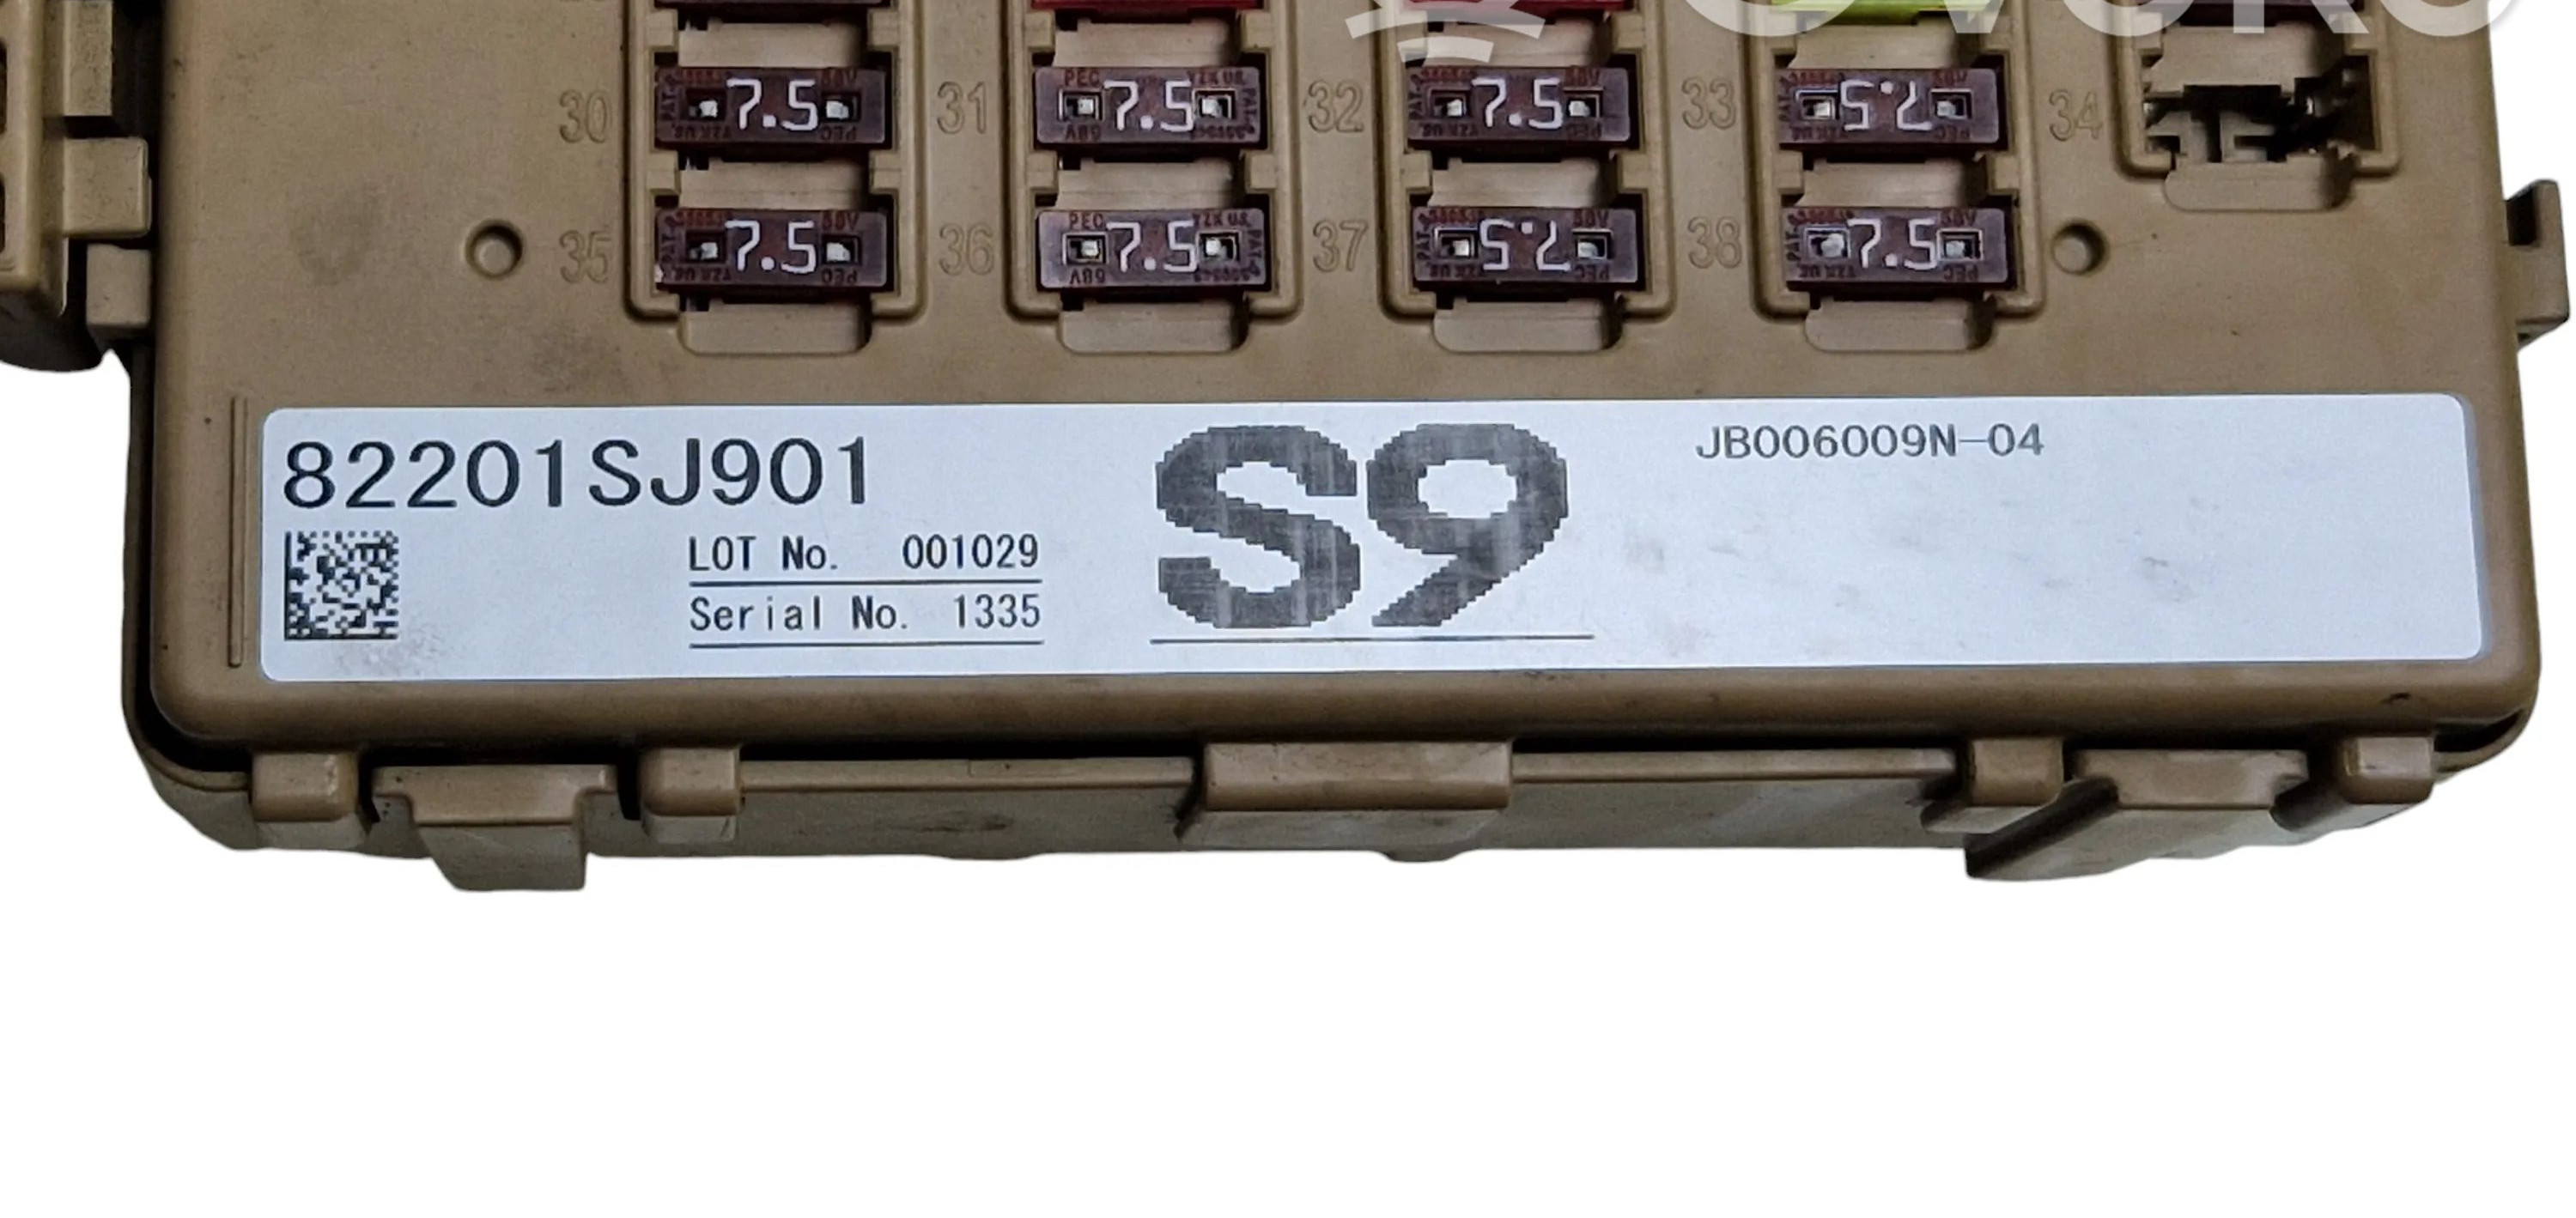 30 7.5 31 7.5 32 7.5 33 7.5 34
35 7.5 36 7.5 37 7.5 38 7.5
82201SJ901 S9 JB006009N-04
LOT No. 001029
Serial No. 1335